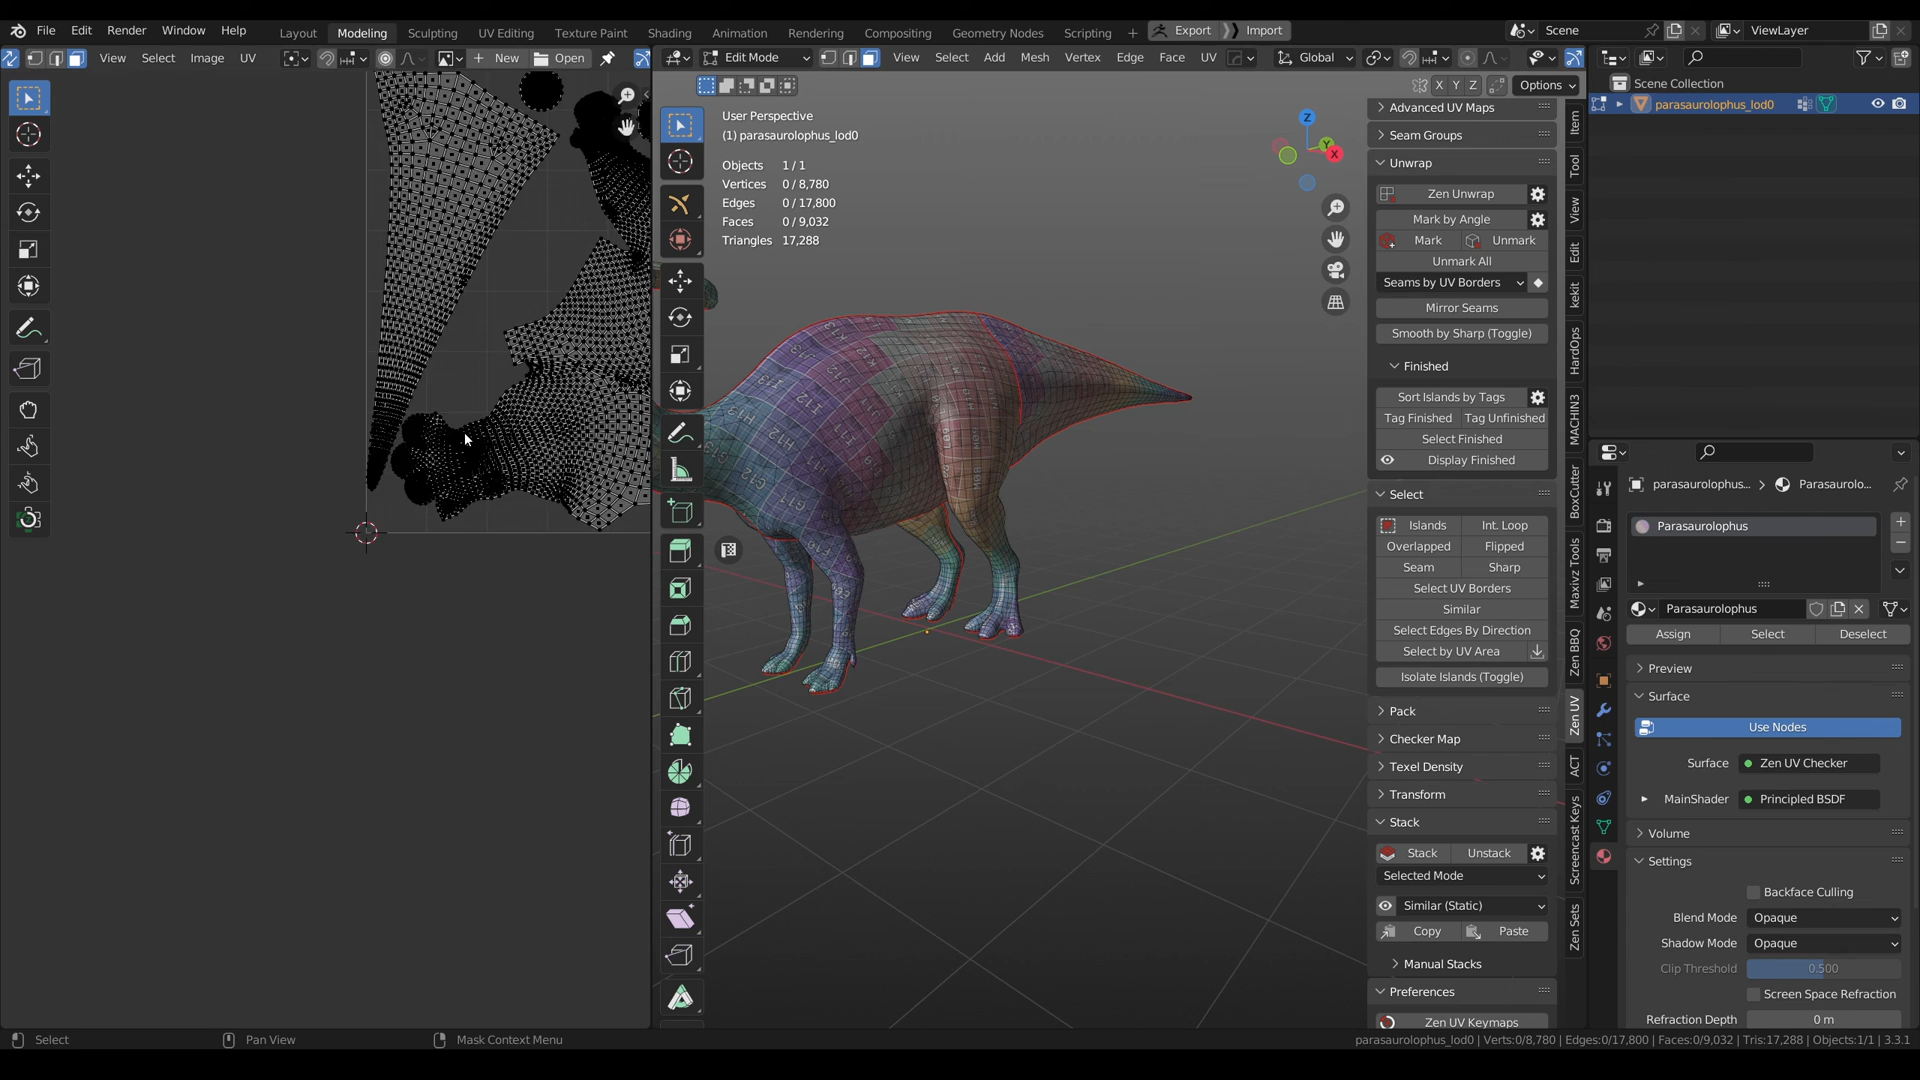 File Edit Render Window Help Layout Modeling Sculpting UV Editing Texture Paint Shading Animation Rendering Compositing Geometry Nodes Scripting + Export Import Scene ViewLayer
View Select Image UV New Open Edit Mode View Select Add Mesh Vertex Edge Face UV Global
X Y Z Options
Scene Collection
parasaurolophus_lod0
User Perspective
(1) parasaurolophus_lod0
Objects 1 / 1
Vertices 0 / 8,780
Edges 0 / 17,800
Faces 0 / 9,032
Triangles 17,288
Z
Y
X
Advanced UV Maps
Seam Groups
Unwrap
Zen Unwrap
Mark by Angle
Mark Unmark
Unmark All
Seams by UV Borders
Mirror Seams
Smooth by Sharp (Toggle)
Finished
Sort Islands by Tags
Tag Finished Tag Unfinished
Select Finished
Display Finished
Select
Islands Int. Loop
Overlapped Flipped
Seam Sharp
Select UV Borders
Similar
Select Edges By Direction
Select by UV Area
Isolate Islands (Toggle)
Pack
Checker Map
Texel Density
Transform
Stack
Stack Unstack
Selected Mode
Similar (Static)
Copy Paste
Manual Stacks
Preferences
Zen UV Keymaps
Item
Tool
View
Edit
kekit
HardOps
MACHIN3
BoxCutter
Maxivz Tools
Zen BBQ
Zen UV
ACT
Screencast Keys
Zen Sets
parasaurolophus... > Parasaurolo...
Parasaurolophus
Parasaurolophus
Assign Select Deselect
Preview
Surface
Use Nodes
Surface Zen UV Checker
MainShader Principled BSDF
Volume
Settings
Backface Culling
Blend Mode Opaque
Shadow Mode Opaque
Clip Threshold 0.500
Screen Space Refraction
Refraction Depth 0 m
Select Pan View Mask Context Menu
parasaurolophus_lod0 | Verts:0/8,780 | Edges:0/17,800 | Faces:0/9,032 | Tris:17,288 | Objects:1/1 | 3.3.1